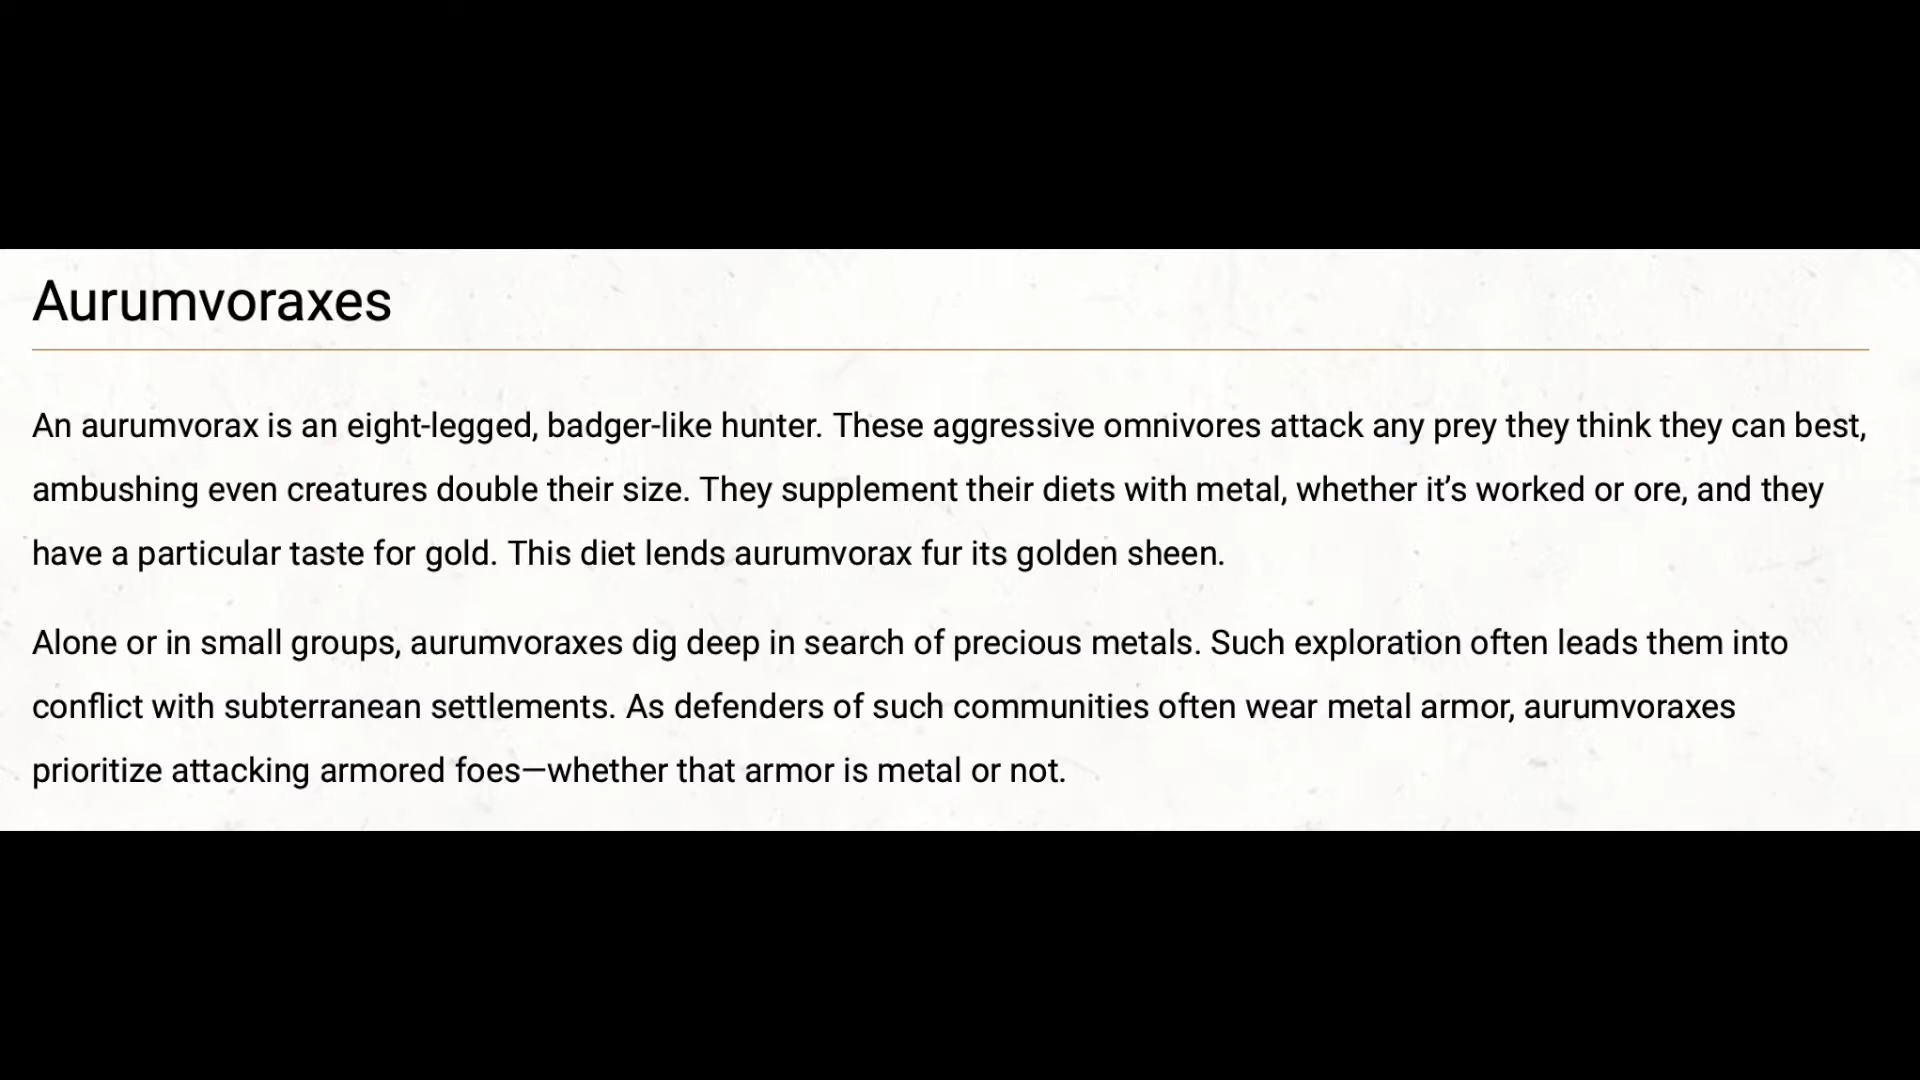 Aurumvoraxes
An aurumvorax is an eight-legged, badger-like hunter. These aggressive omnivores attack any prey they think they can best,
ambushing even creatures double their size. They supplement their diets with metal, whether it’s worked or ore, and they
have a particular taste for gold. This diet lends aurumvorax fur its golden sheen.
Alone or in small groups, aurumvoraxes dig deep in search of precious metals. Such exploration often leads them into
conflict with subterranean settlements. As defenders of such communities often wear metal armor, aurumvoraxes
prioritize attacking armored foes—whether that armor is metal or not.